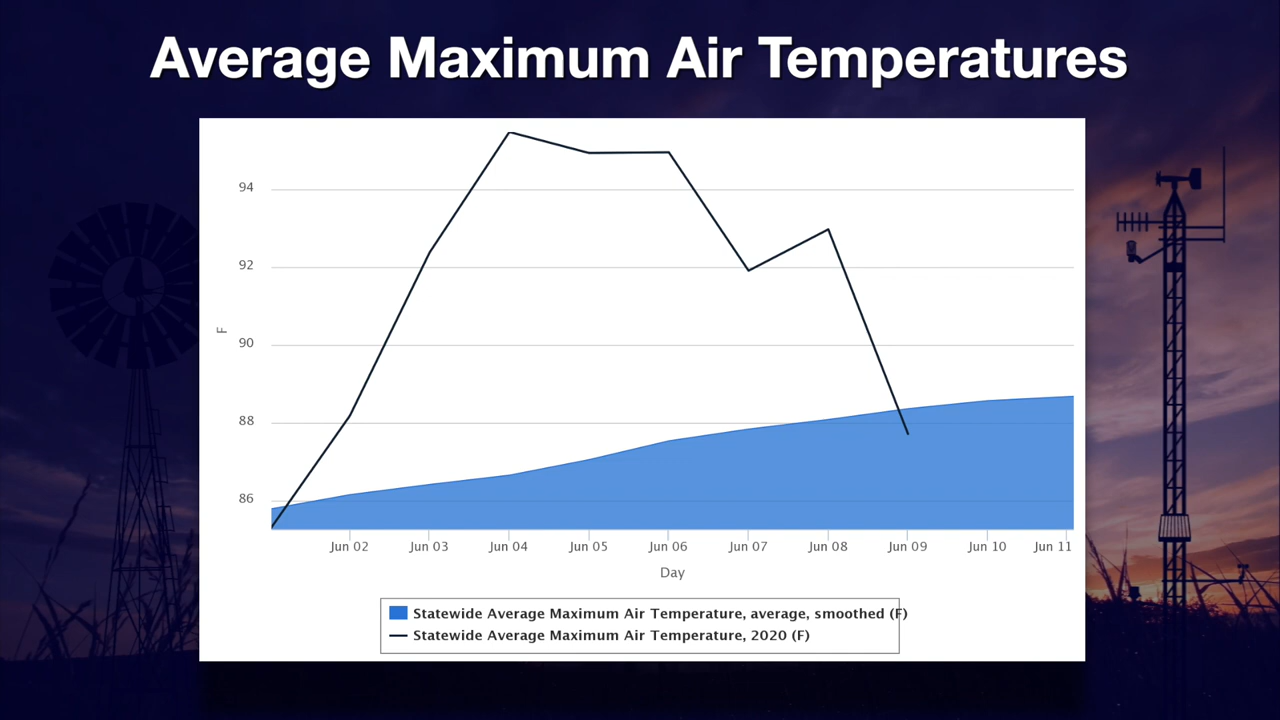 Average Maximum Air Temperatures
94
92
90
88
86
F
Jun 02 Jun 03 Jun 04 Jun 05 Jun 06 Jun 07 Jun 08 Jun 09 Jun 10 Jun 11
Day
Statewide Average Maximum Air Temperature, average, smoothed (F)
Statewide Average Maximum Air Temperature, 2020 (F)